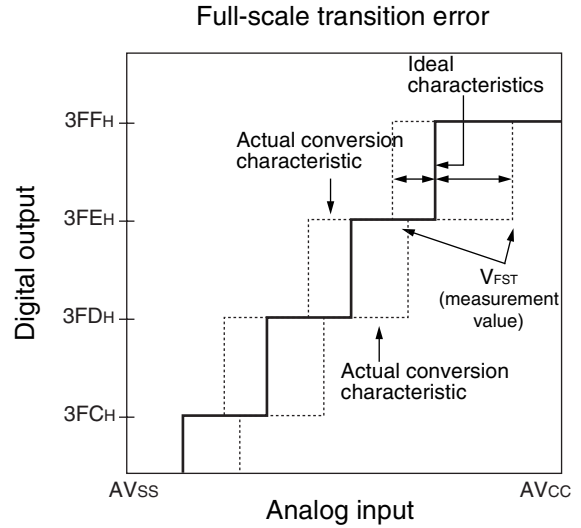 Full-scale transition error
Ideal
characteristics
3FFH
Actual conversion
characteristic
3FEH
VFST
(measurement
value)
3FDH
Actual conversion
characteristic
3FCH
Digital output
AVSS
AVCC
Analog input